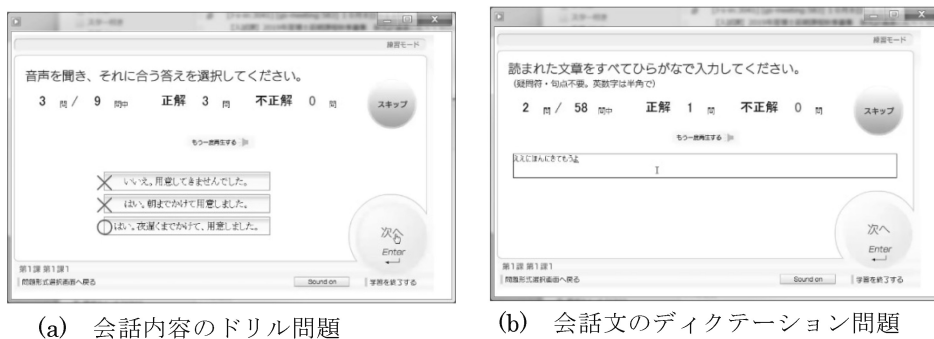 練習モード
音声を聞き、それに合う答えを選択してください。
3 問 / 9 問中 正解 3 問 不正解 0 問
スキップ
もう一度再生する
いいえ、用意してきませんでした。
はい、朝までかけて用意しました。
はい、夜遅くまでかけて、用意しました。
次へ
Enter
第1課 第1課1
問題形式選択画面へ戻る Sound on 学習を終了する
(a) 会話内容のドリル問題
練習モード
読まれた文章をすべてひらがなで入力してください。
(疑問符・句点不要。英数字は半角で)
2 問 / 58 問中 正解 1 問 不正解 0 問
スキップ
もう一度再生する
ええにほんにきてもうよ
次へ
Enter
第1課 第1課1
問題形式選択画面へ戻る Sound on 学習を終了する
(b) 会話文のディクテーション問題